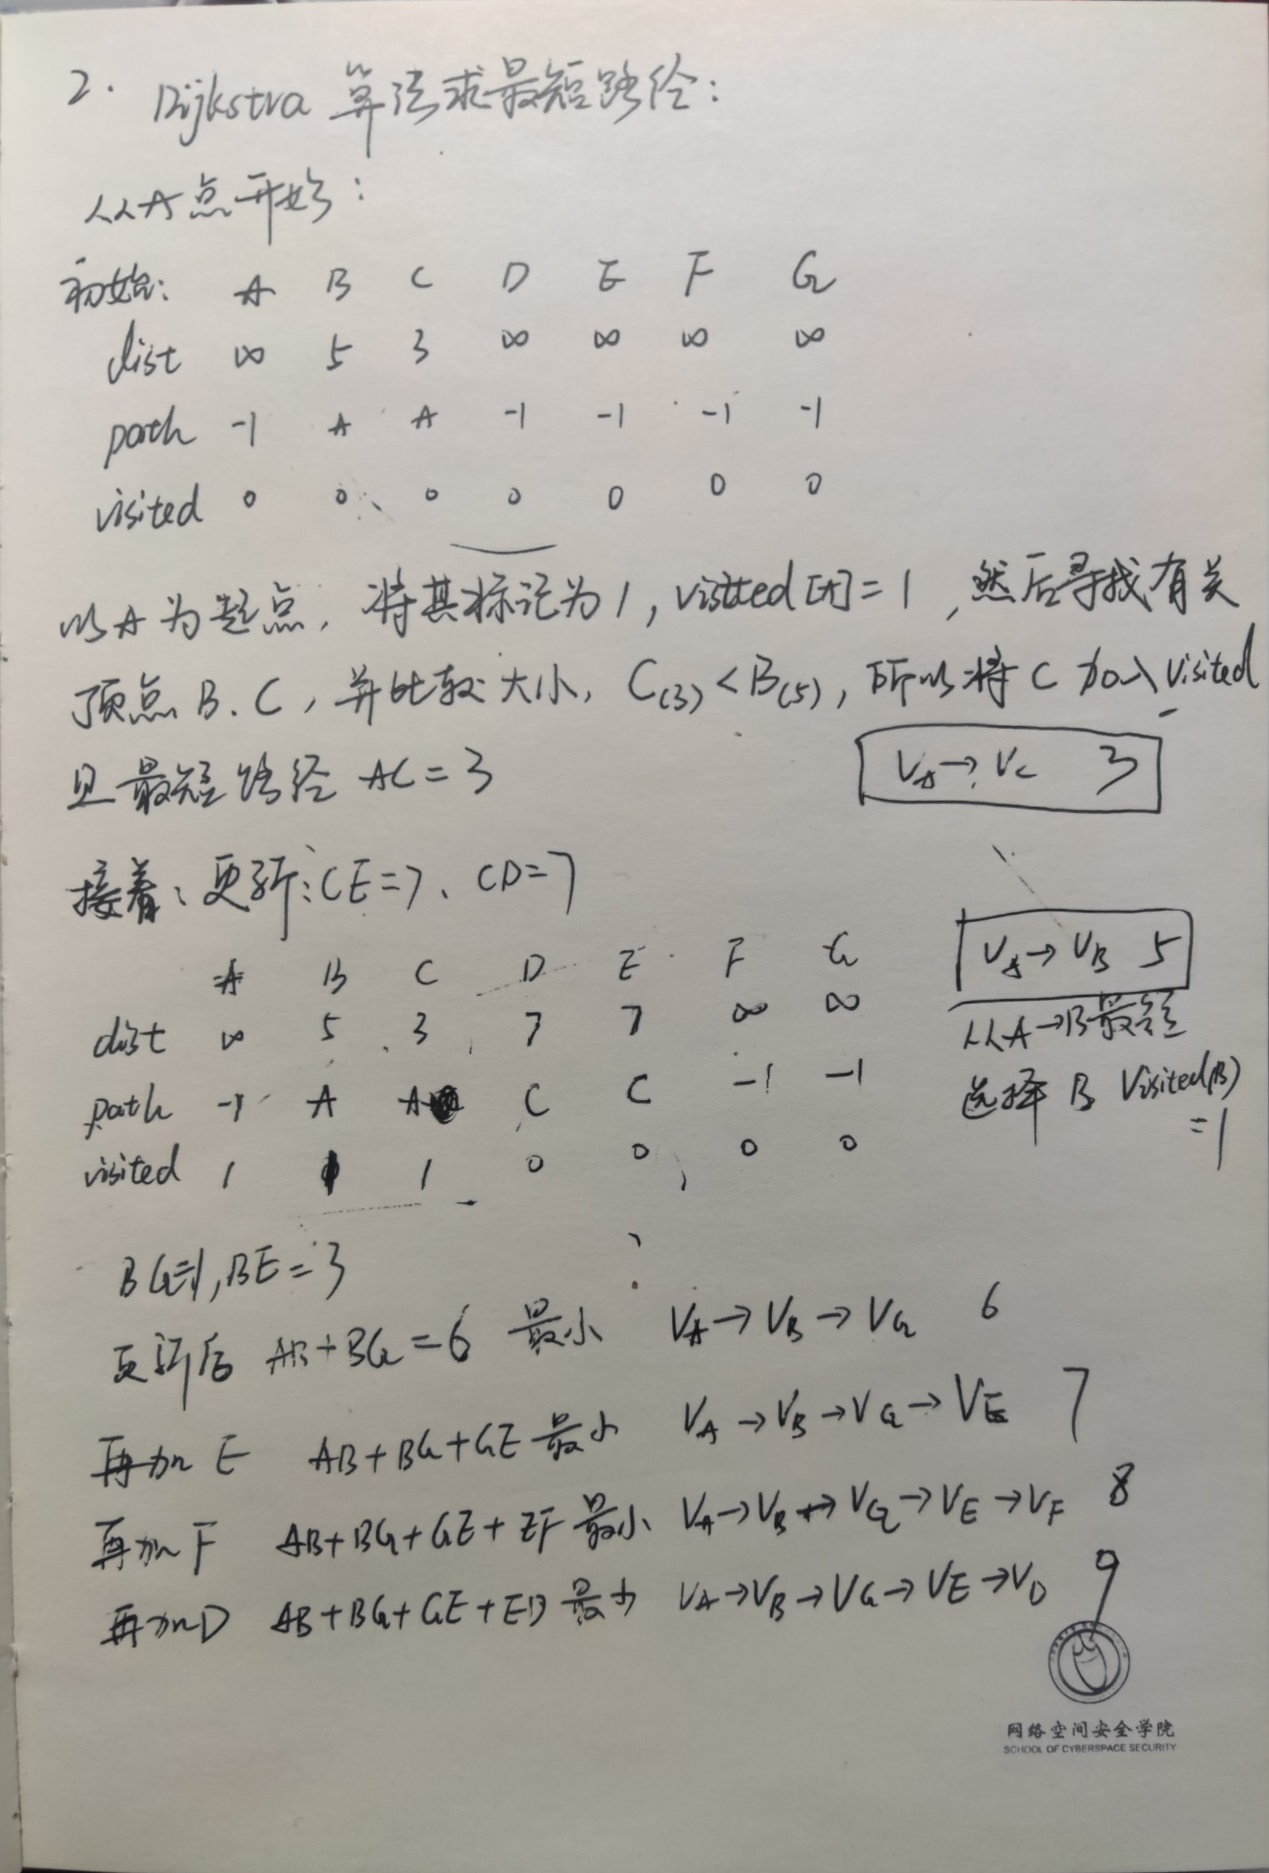 2. Dijkstra 算法求最短路径：
从A点开始：
初始： A B C D E F G
dist ∞ 5 3 ∞ ∞ ∞ ∞
path -1 A A -1 -1 -1 -1
visited 0 0 0 0 0 0 0
以A为起点，将其标记为1，visitted[A]=1，然后寻找有关
顶点B、C，并比较大小，C(3)<B(5)，所以将C加入visited
且最短路径 AC=3
VA→VC 3
接着：更新：CE=7、CD=7
A B C D E F G
dist ∞ 5 3 7 7 ∞ ∞
path -1 A A C C -1 -1
visited 1 1 1 0 0 0 0
VA→VB 5
从A→B最短
选择B Visited(B)
=1
BG=1,BE=3
更新后 AB+BG=6 最小 VA→VB→VG 6
再加E AB+BG+GE最小 VA→VB→VG→VE 7
再加F AB+BG+GE+EF最小 VA→VB→VG→VE→VF 8
再加D AB+BG+GE+ED最小 VA→VB→VG→VE→VD 9
网络空间安全学院
SCHOOL OF CYBERSPACE SECURITY